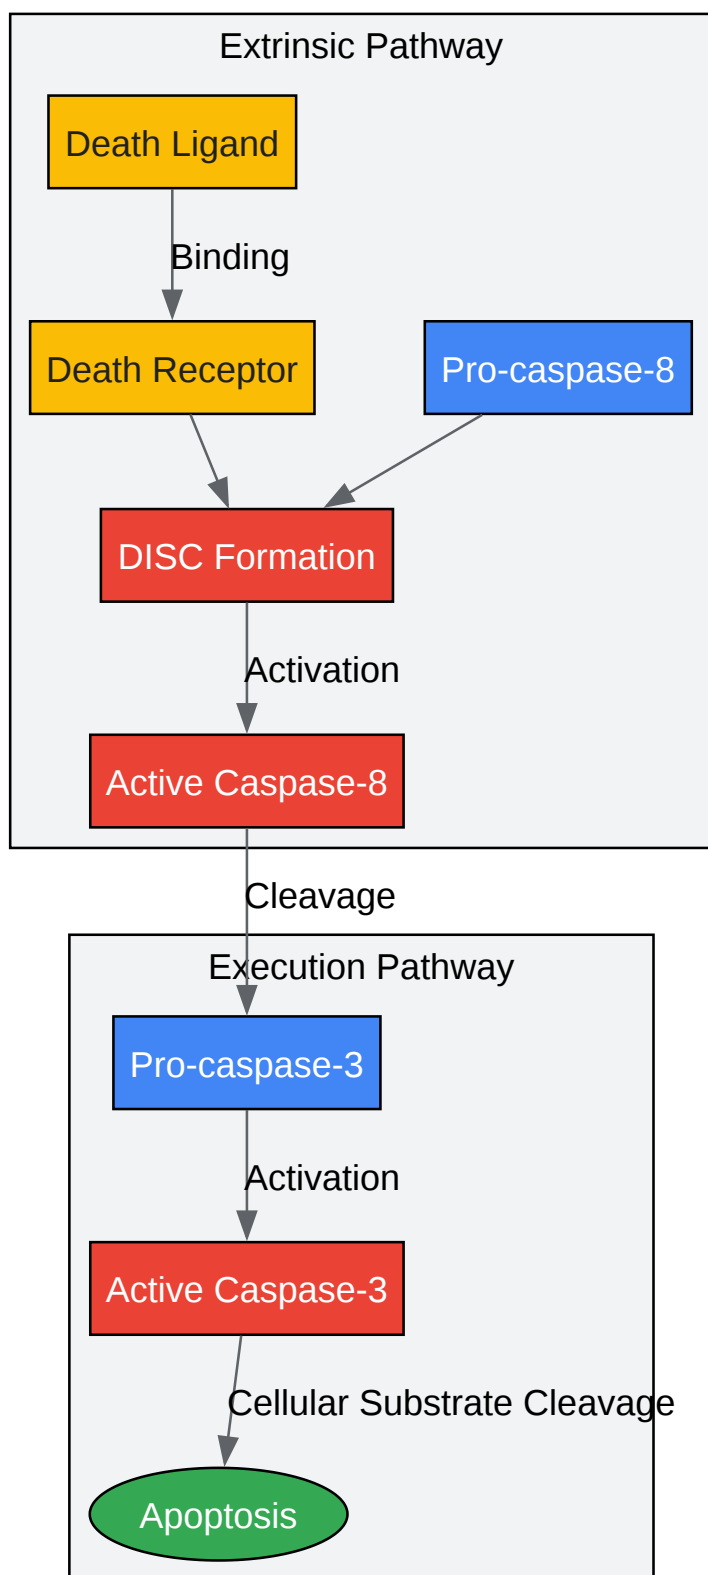 Extrinsic Pathway
Death Ligand
Binding
Death Receptor
Pro-caspase-8
DISC Formation
Activation
Active Caspase-8
Cleavage
Execution Pathway
Pro-caspase-3
Activation
Active Caspase-3
Cellular Substrate Cleavage
Apoptosis